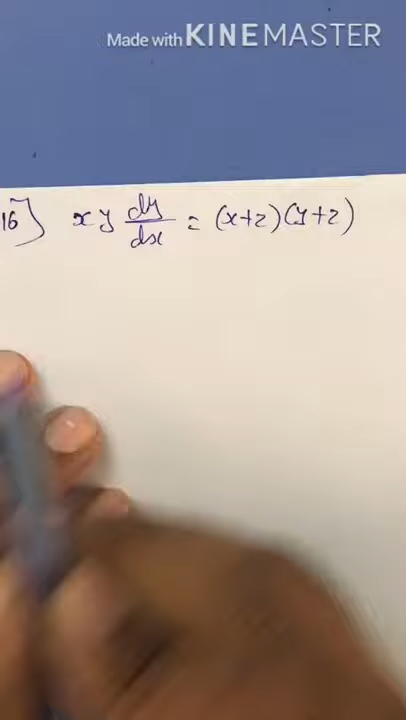 Made with KINEMASTER
16] xy dy/dx = (x+2)(y+2)